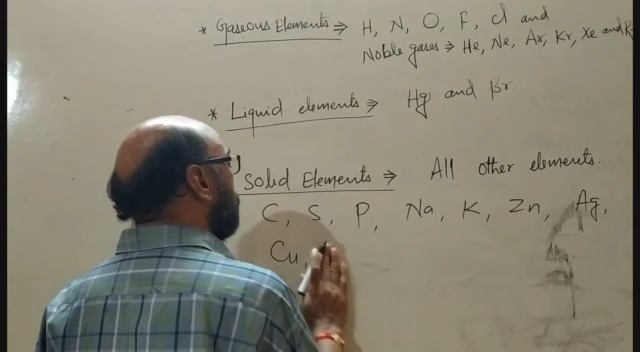 * Gaseous Elements ⇒ H, N, O, F, Cl and
Noble gases ⇒ He, Ne, Ar, Kr, Xe and
* Liquid elements ⇒ Hg and Br.
Solid Elements ⇒ All other elements.
C, S, P, Na, K, Zn, Ag,
Cu,